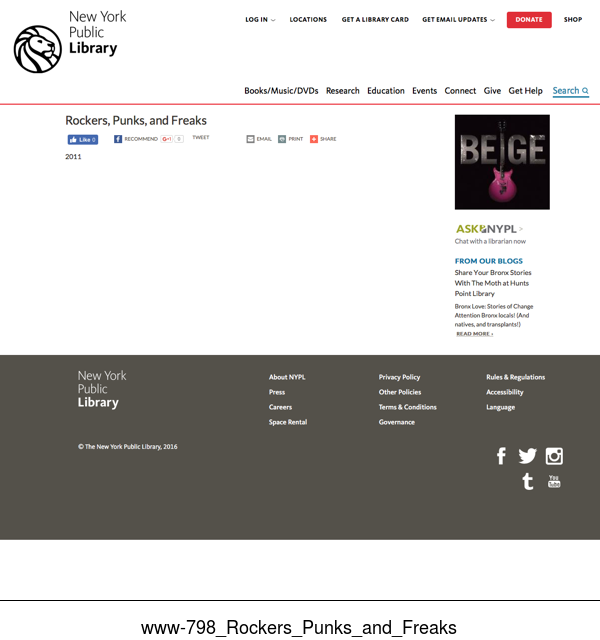 New York
Public
Library
LOG IN
LOCATIONS
GET A LIBRARY CARD
GET EMAIL UPDATES
DONATE
SHOP
Books/Music/DVDs
Research
Education
Events
Connect
Give
Get Help
Search
Rockers, Punks, and Freaks
Like 0
RECOMMEND
G+1
0
TWEET
EMAIL
PRINT
SHARE
2011
BEIGE
ASK NYPL >
Chat with a librarian now
FROM OUR BLOGS
Share Your Bronx Stories
With The Moth at Hunts
Point Library
Bronx Love: Stories of Change
Attention Bronx locals! (And
natives, and transplants!)
READ MORE ›
New York
Public
Library
About NYPL
Press
Careers
Space Rental
Privacy Policy
Other Policies
Terms & Conditions
Governance
Rules & Regulations
Accessibility
Language
© The New York Public Library, 2016
You
Tube
www-798_Rockers_Punks_and_Freaks